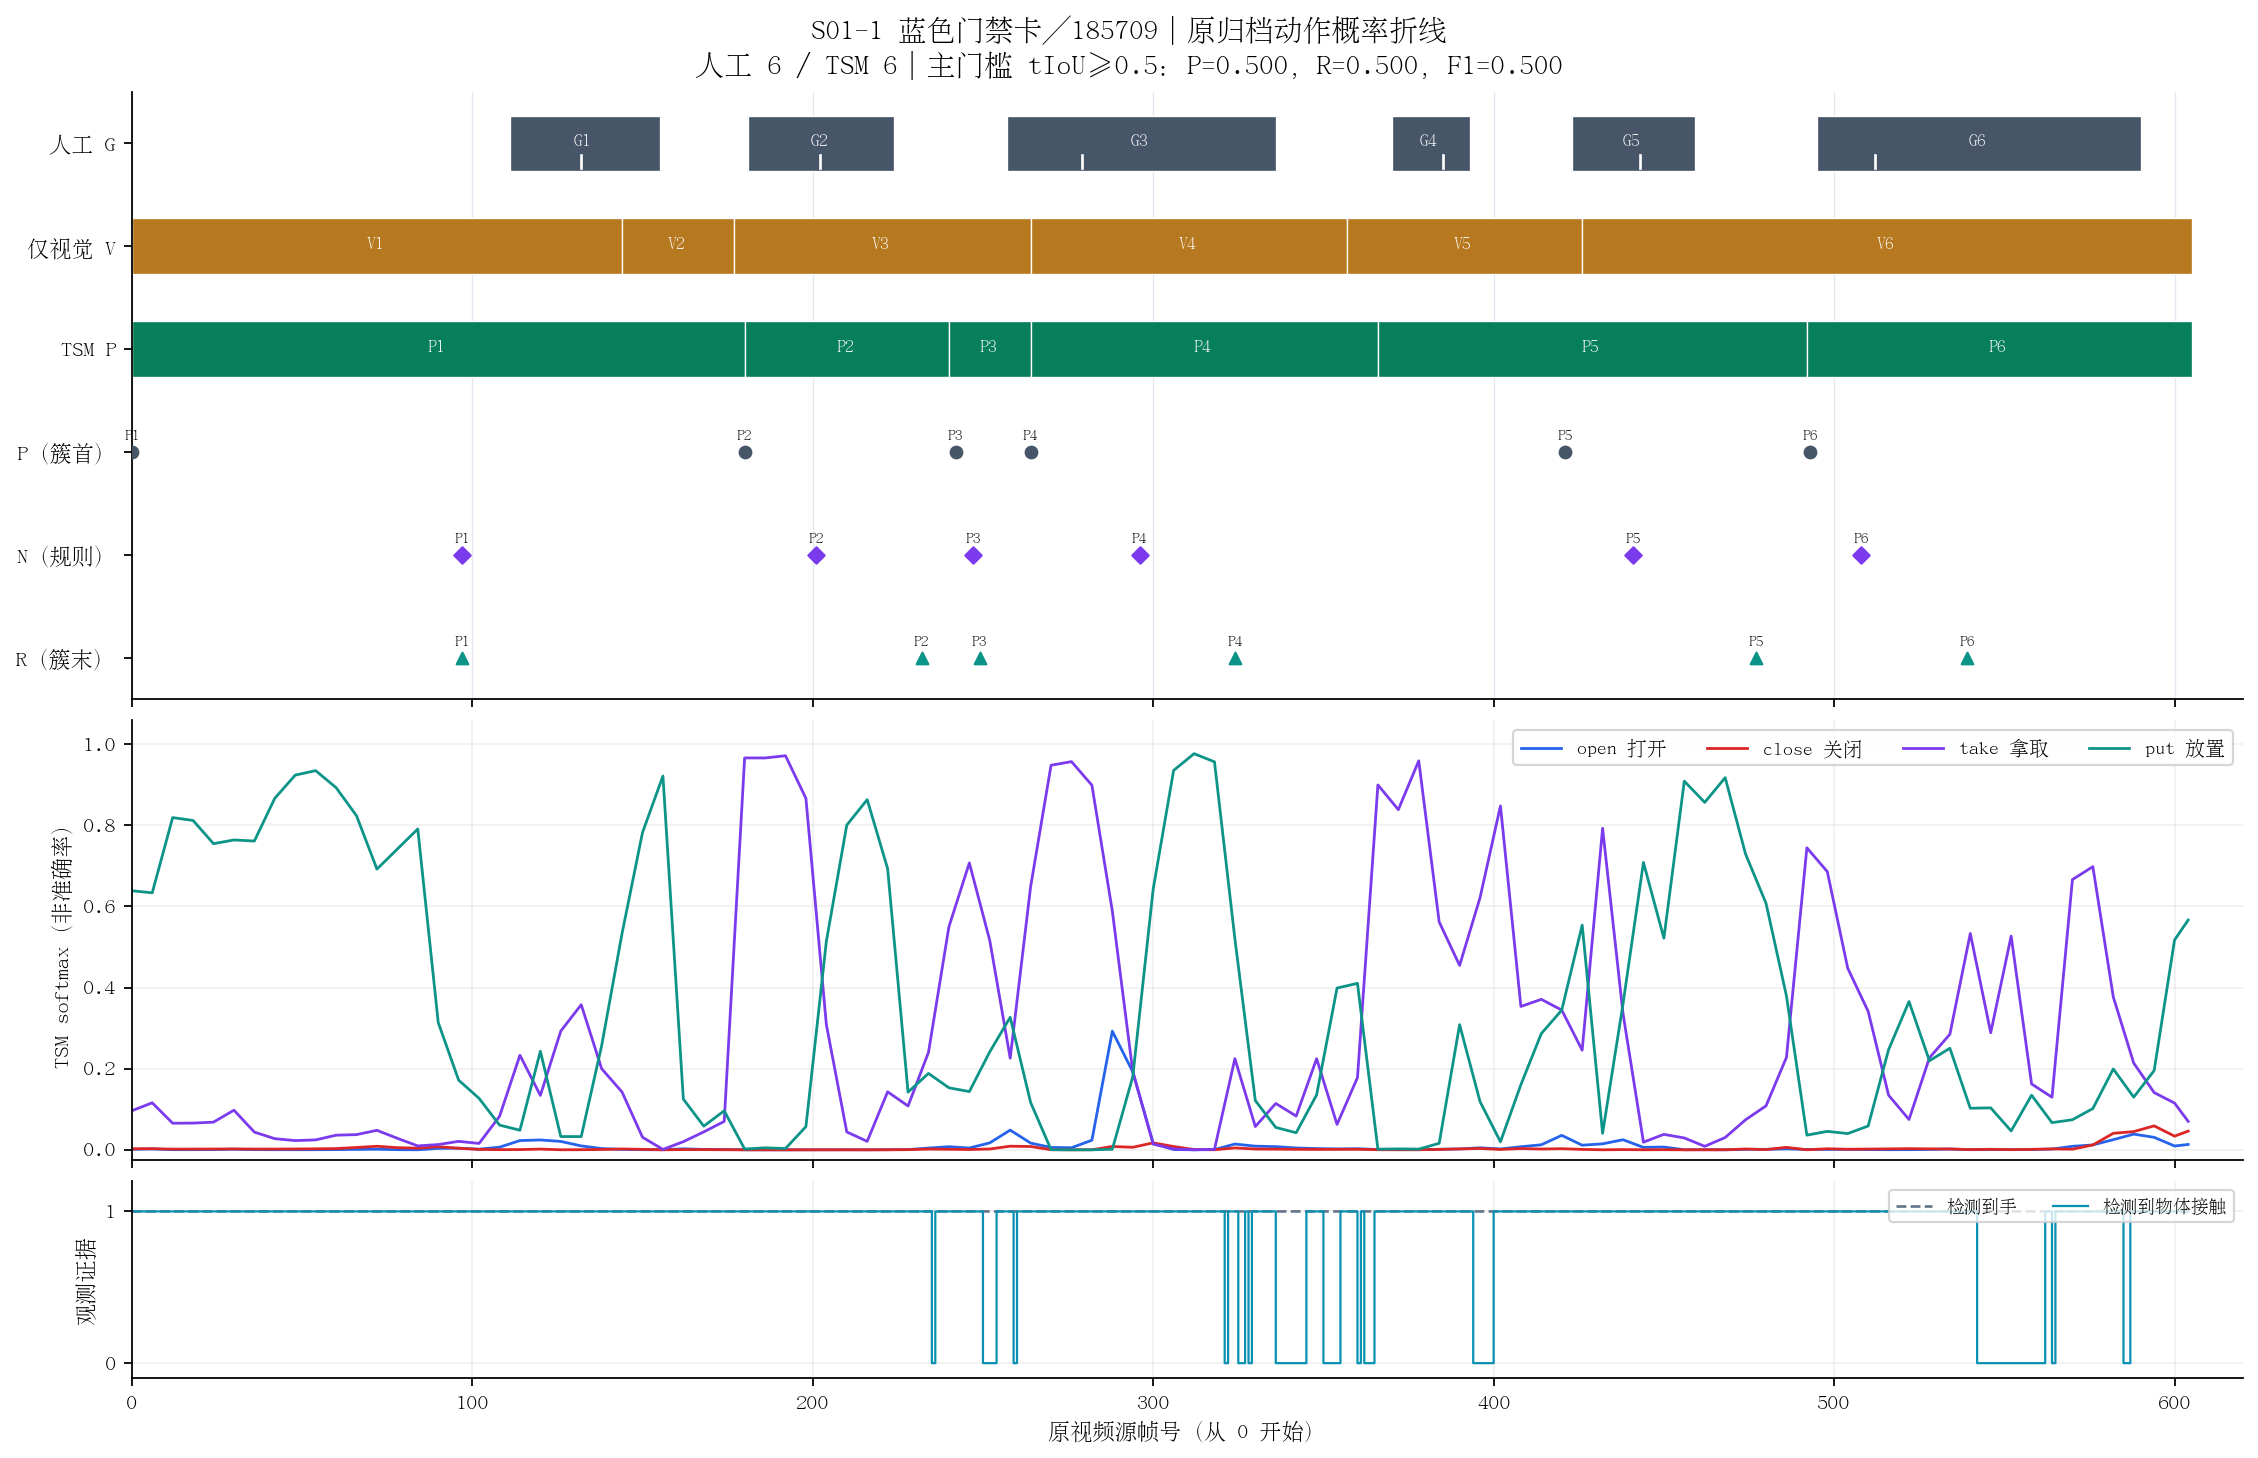 S01-1 蓝色门禁卡／185709｜原归档动作概率折线
人工 6 / TSM 6｜主门槛 tIoU≥0.5: P=0.500, R=0.500, F1=0.500
人工 G
G1 G2 G3 G4 G5 G6
仅视觉 V
V1 V2 V3 V4 V5 V6
TSM P
P1 P2 P3 P4 P5 P6
P (簇首)
P1 P2 P3 P4 P5 P6
N (规则)
P1 P2 P3 P4 P5 P6
R (簇末)
P1 P2 P3 P4 P5 P6
open 打开 close 关闭 take 拿取 put 放置
TSM softmax (非准确率)
1.0
0.8
0.6
0.4
0.2
0.0
检测到手 检测到物体接触
观测证据
1
0
0 100 200 300 400 500 600
原视频源帧号 (从 0 开始)